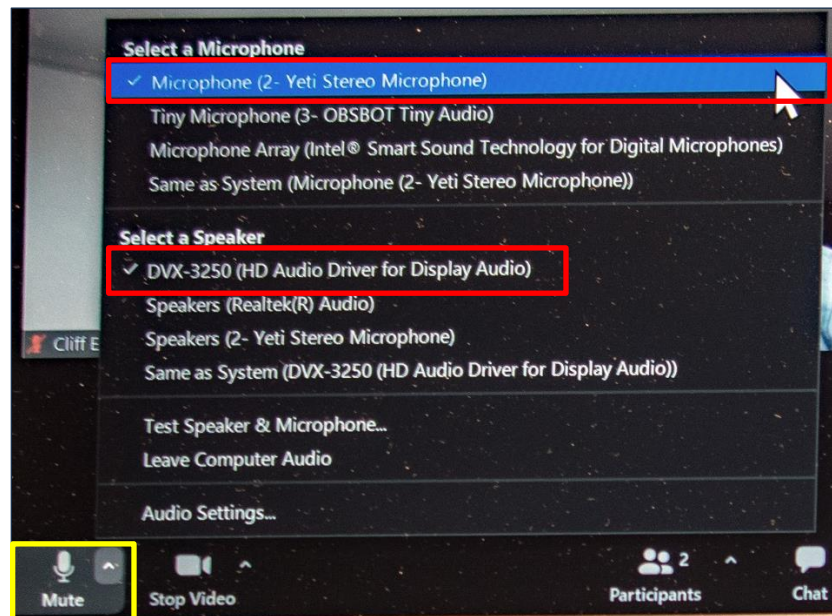 Select a Microphone
✓ Microphone (2- Yeti Stereo Microphone)
Tiny Microphone (3- OBSBOT Tiny Audio)
Microphone Array (Intel® Smart Sound Technology for Digital Microphones)
Same as System (Microphone (2- Yeti Stereo Microphone))
Select a Speaker
✓ DVX-3250 (HD Audio Driver for Display Audio)
Speakers (Realtek(R) Audio)
Speakers (2- Yeti Stereo Microphone)
Same as System (DVX-3250 (HD Audio Driver for Display Audio))
Cliff E
Test Speaker & Microphone...
Leave Computer Audio
Audio Settings...
2
Mute Stop Video Participants Chat